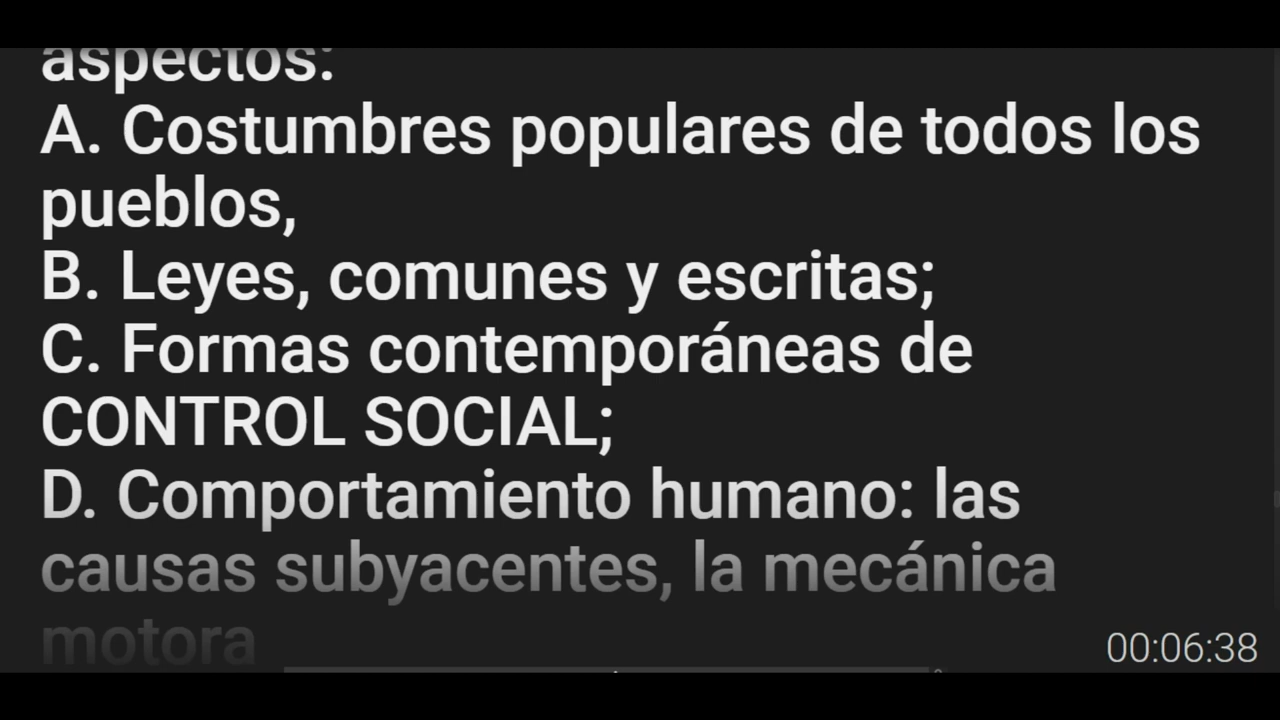 aspectos:
A. Costumbres populares de todos los
pueblos,
B. Leyes, comunes y escritas;
C. Formas contemporáneas de
CONTROL SOCIAL;
D. Comportamiento humano: las
causas subyacentes, la mecánica
motora
00:06:38